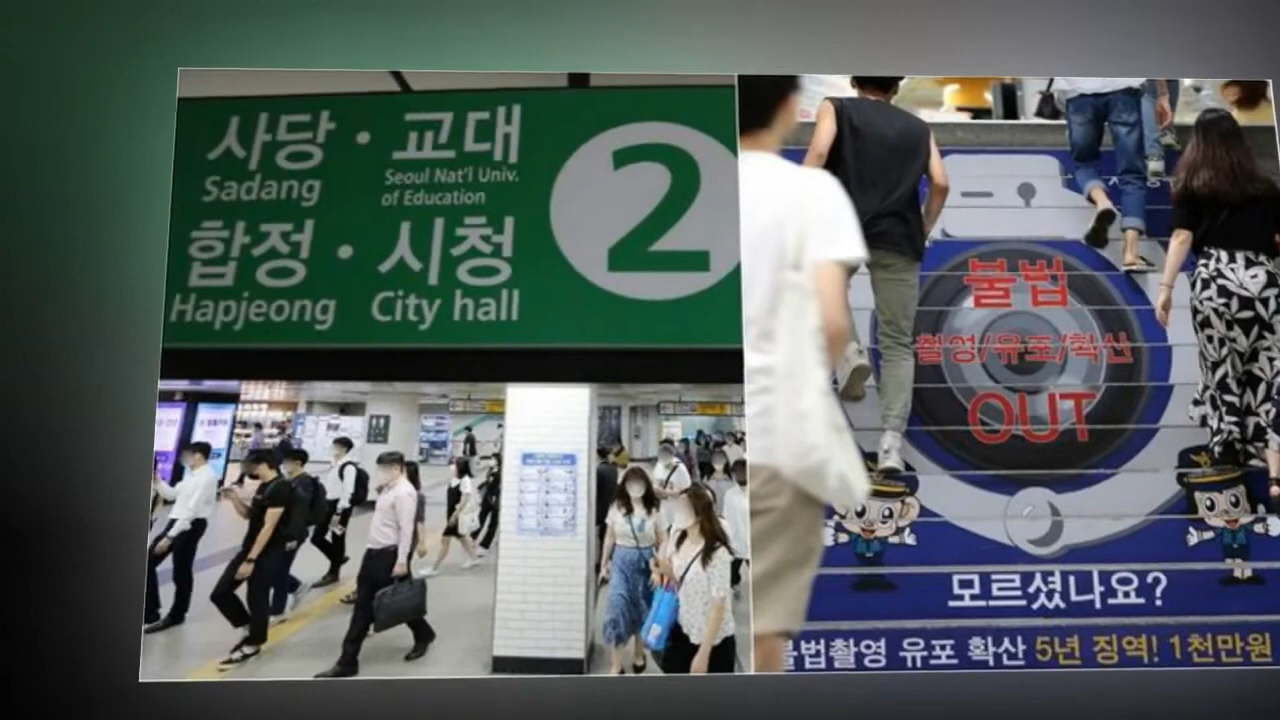 사당 • 교대
Sadang
Seoul Nat'l Univ.
of Education
합정 • 시청
Hapjeong City hall
2
불법
촬영/유포/확산
OUT
모르셨나요?
불법촬영 유포 확산 5년 징역! 1천만원